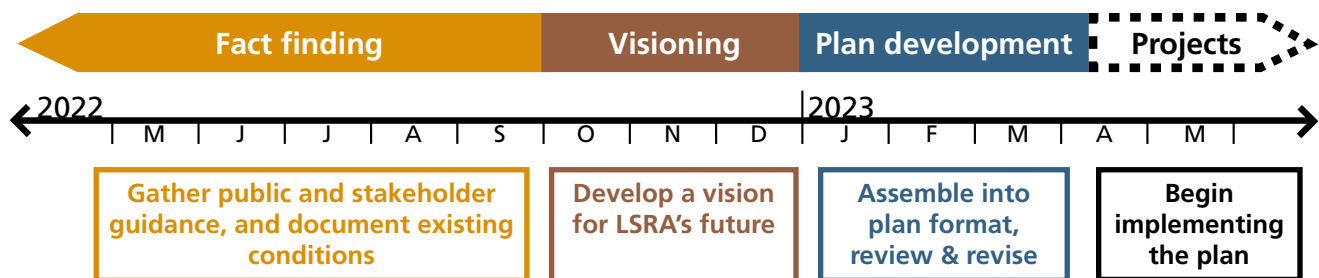 Fact finding
Visioning
Plan development
Projects
2022
2023
M J J A S O N D J F M A M
Gather public and stakeholder
guidance, and document existing
conditions
Develop a vision
for LSRA's future
Assemble into
plan format,
review & revise
Begin
implementing
the plan